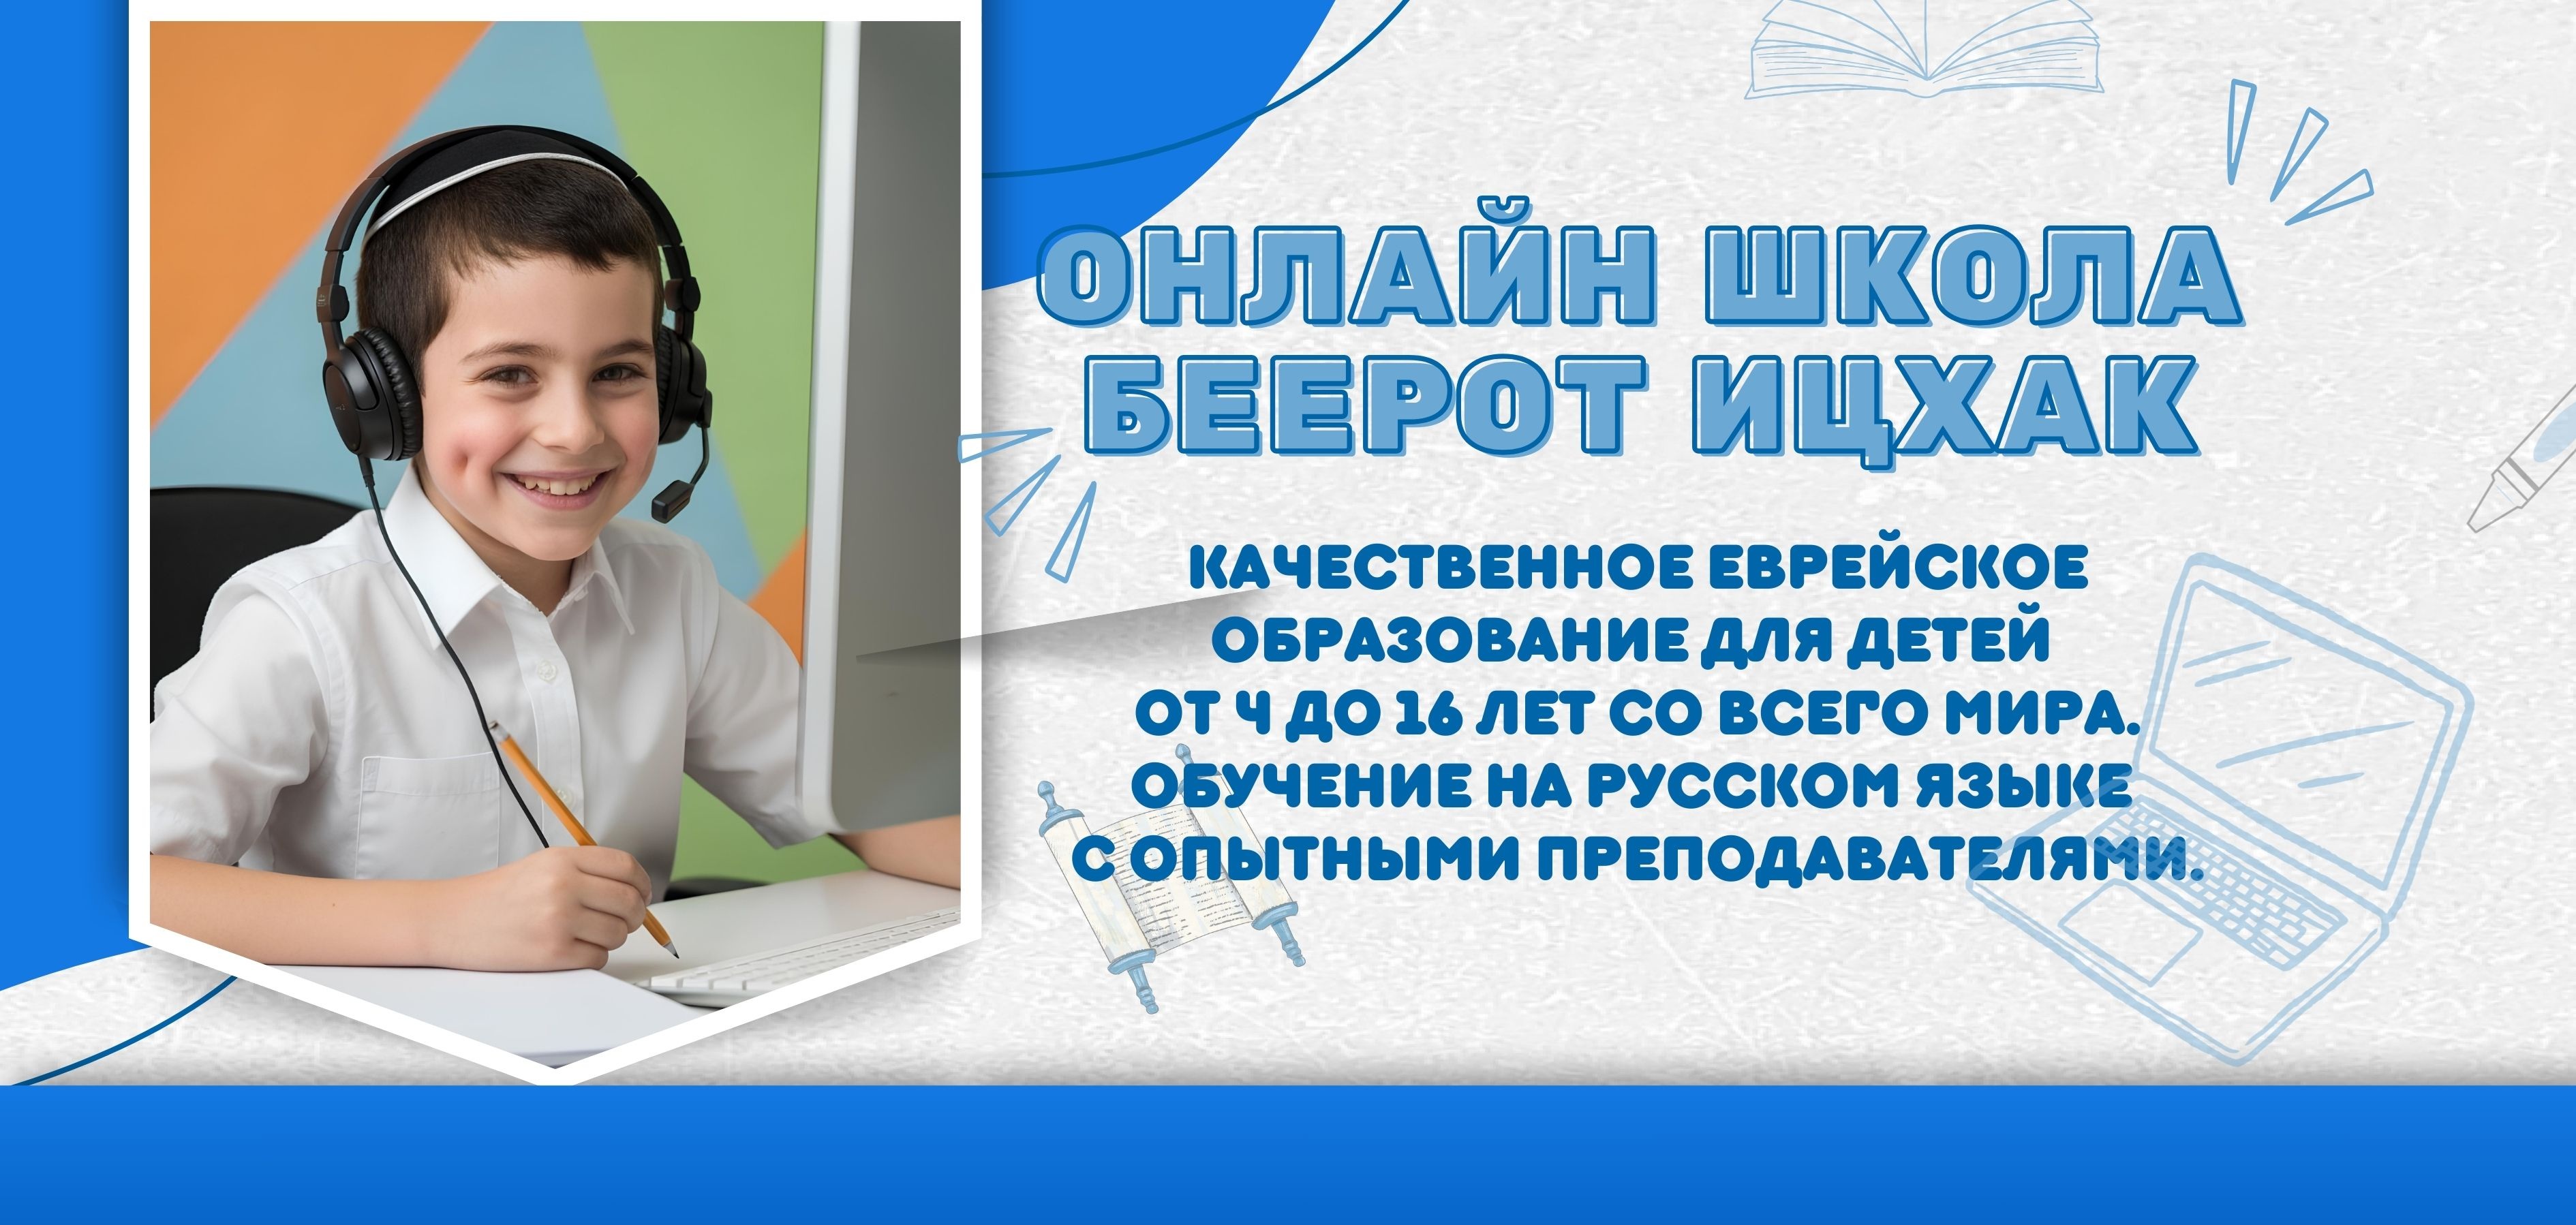 ОНЛАЙН ШКОЛА
БЕЕРОТ ИЦХАК
КАЧЕСТВЕННОЕ ЕВРЕЙСКОЕ
ОБРАЗОВАНИЕ ДЛЯ ДЕТЕЙ
ОТ 4 ДО 16 ЛЕТ СО ВСЕГО МИРА.
ОБУЧЕНИЕ НА РУССКОМ ЯЗЫКЕ
С ОПЫТНЫМИ ПРЕПОДАВАТЕЛЯМИ.